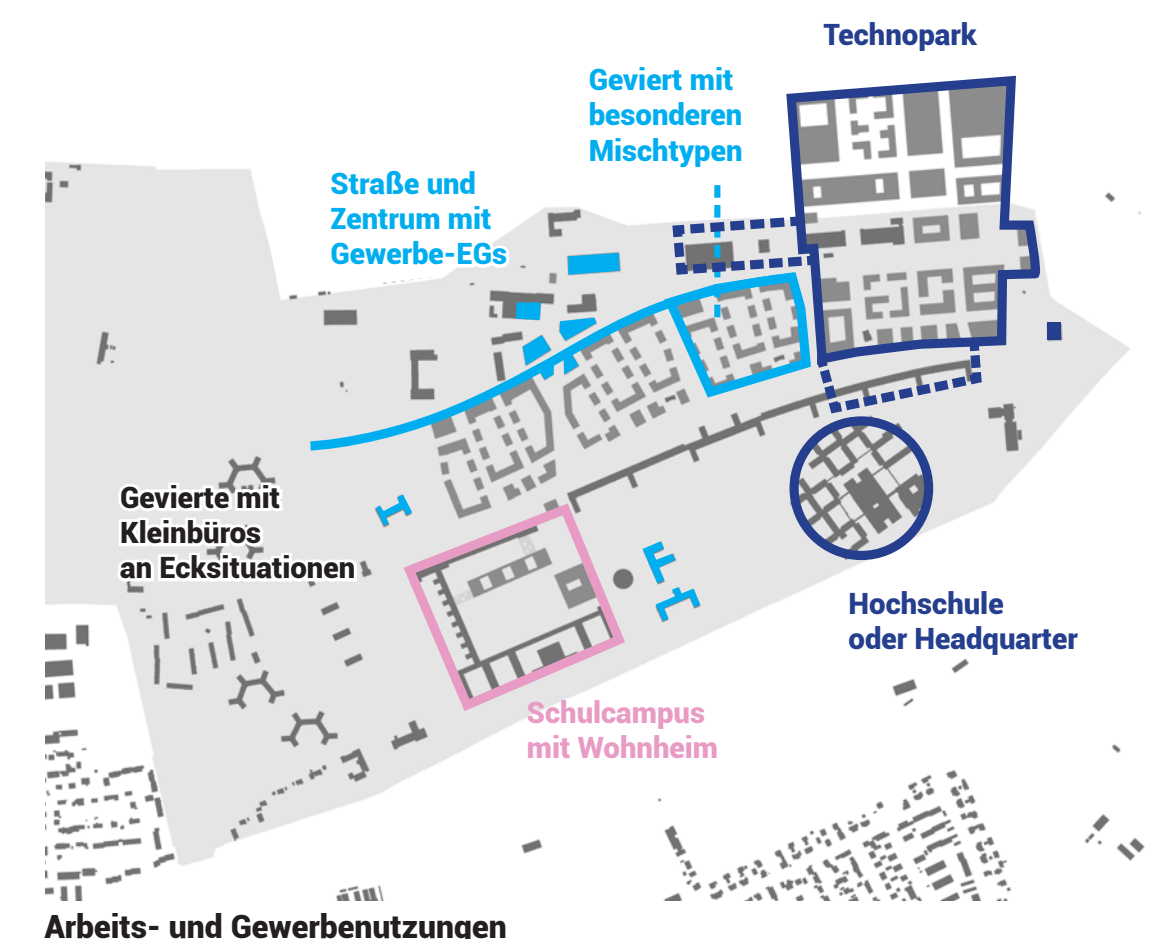 Technopark
Geviert mit
besonderen
Mischtypen
Straße und
Zentrum mit
Gewerbe-EGs
Gevierte mit
Kleinbüros
an Ecksituationen
Hochschule
oder Headquarter
Schulcampus
mit Wohnheim
Arbeits- und Gewerbenutzungen